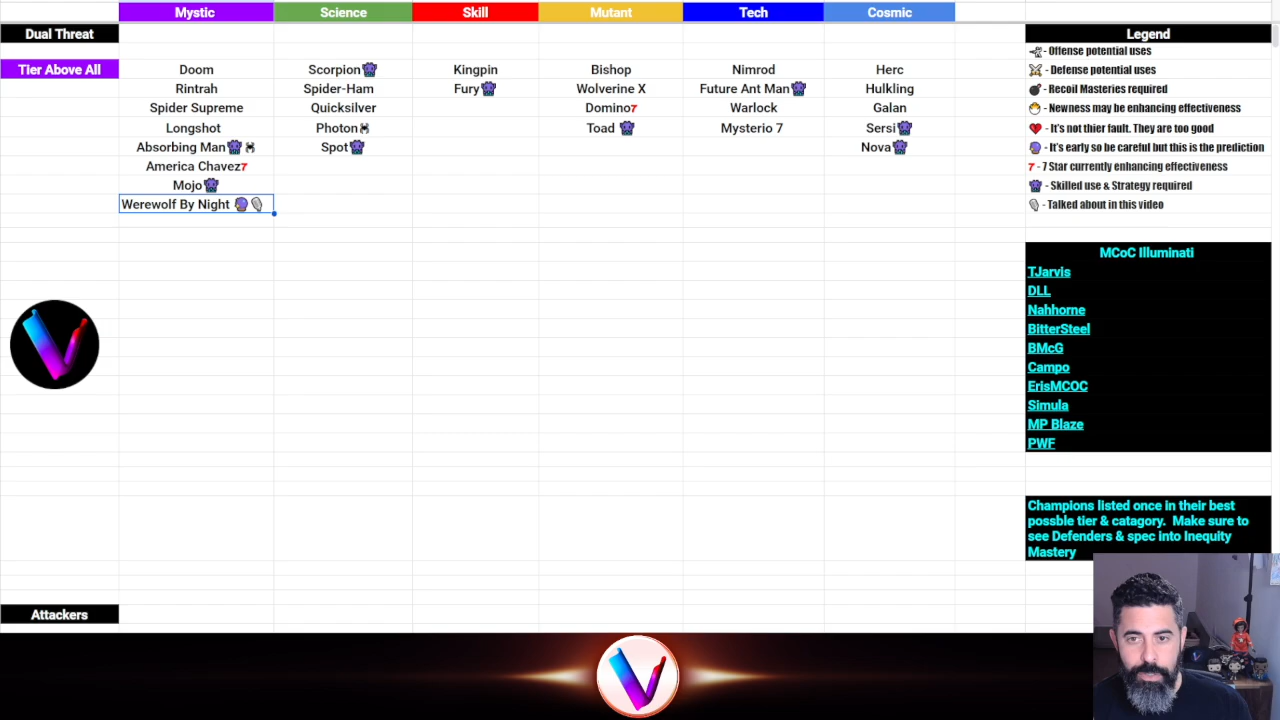 Mystic Science Skill Mutant Tech Cosmic
Dual Threat
Tier Above All
Doom Scorpion Kingpin Bishop Nimrod Herc
Rintrah Spider-Ham Fury Wolverine X Future Ant Man Hulkling
Spider Supreme Quicksilver Domino7 Warlock Galan
Longshot Photon Toad Mysterio 7 Sersi
Absorbing Man Spot Nova
America Chavez7
Mojo
Werewolf By Night
Attackers
Legend
- Offense potential uses
- Defense potential uses
- Recoil Masteries required
- Newness may be enhancing effectiveness
- It's not thier fault. They are too good
- It's early so be careful but this is the prediction
7 - 7 Star currently enhancing effectiveness
- Skilled use & Strategy required
- Talked about in this video
MCoC Illuminati
TJarvis
DLL
Nahhorne
BitterSteel
BMcG
Campo
ErisMCOC
Simula
MP Blaze
PWF
Champions listed once in their best
possble tier & catagory. Make sure to
see Defenders & spec into Inequity
Mastery